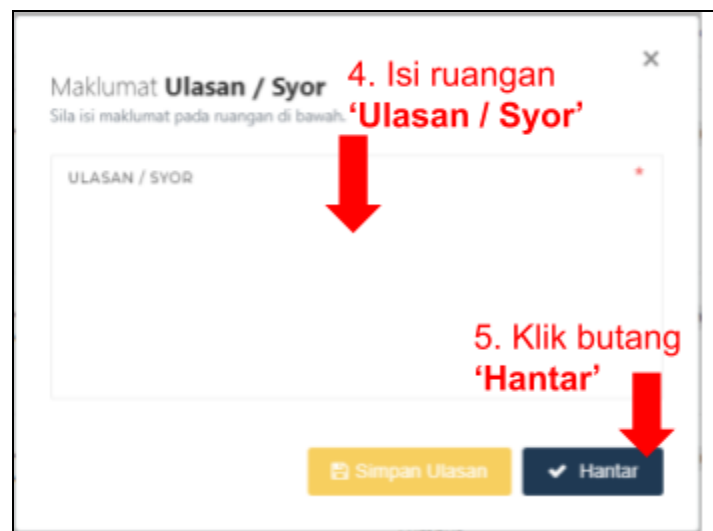 Maklumat Ulasan / Syor
Sila isi maklumat pada ruangan di bawah.
4. Isi ruangan
‘Ulasan / Syor’
×
ULASAN / SYOR *
5. Klik butang
‘Hantar’
Simpan Ulasan
Hantar